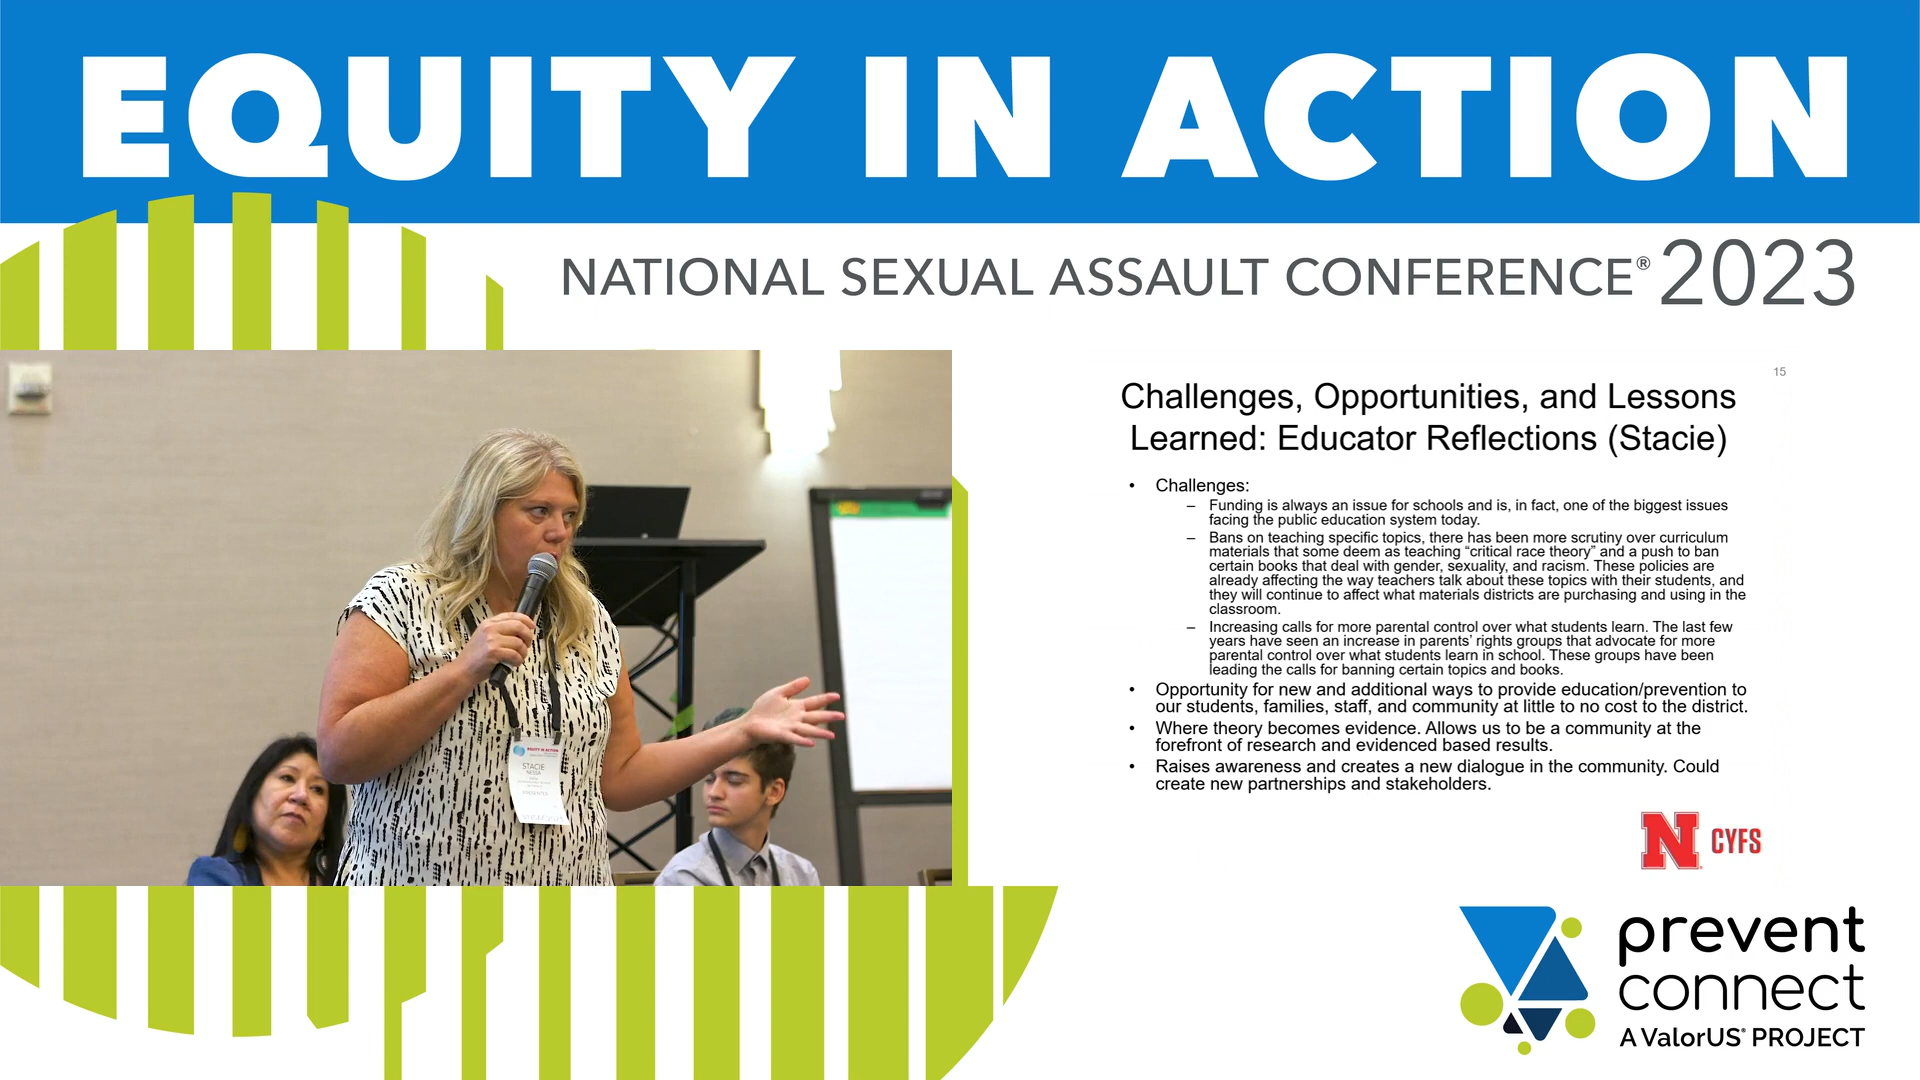 EQUITY IN ACTION
NATIONAL SEXUAL ASSAULT CONFERENCE® 2023
EQUITY IN ACTION
STACIE
PRESENTER
15
Challenges, Opportunities, and Lessons
Learned: Educator Reflections (Stacie)
• Challenges:
– Funding is always an issue for schools and is, in fact, one of the biggest issues
facing the public education system today.
– Bans on teaching specific topics, there has been more scrutiny over curriculum
materials that some deem as teaching “critical race theory” and a push to ban
certain books that deal with gender, sexuality, and racism. These policies are
already affecting the way teachers talk about these topics with their students, and
they will continue to affect what materials districts are purchasing and using in the
classroom.
– Increasing calls for more parental control over what students learn. The last few
years have seen an increase in parents’ rights groups that advocate for more
parental control over what students learn in school. These groups have been
leading the calls for banning certain topics and books.
• Opportunity for new and additional ways to provide education/prevention to
our students, families, staff, and community at little to no cost to the district.
• Where theory becomes evidence. Allows us to be a community at the
forefront of research and evidenced based results.
• Raises awareness and creates a new dialogue in the community. Could
create new partnerships and stakeholders.
N CYFS
prevent
connect
A ValorUS® PROJECT